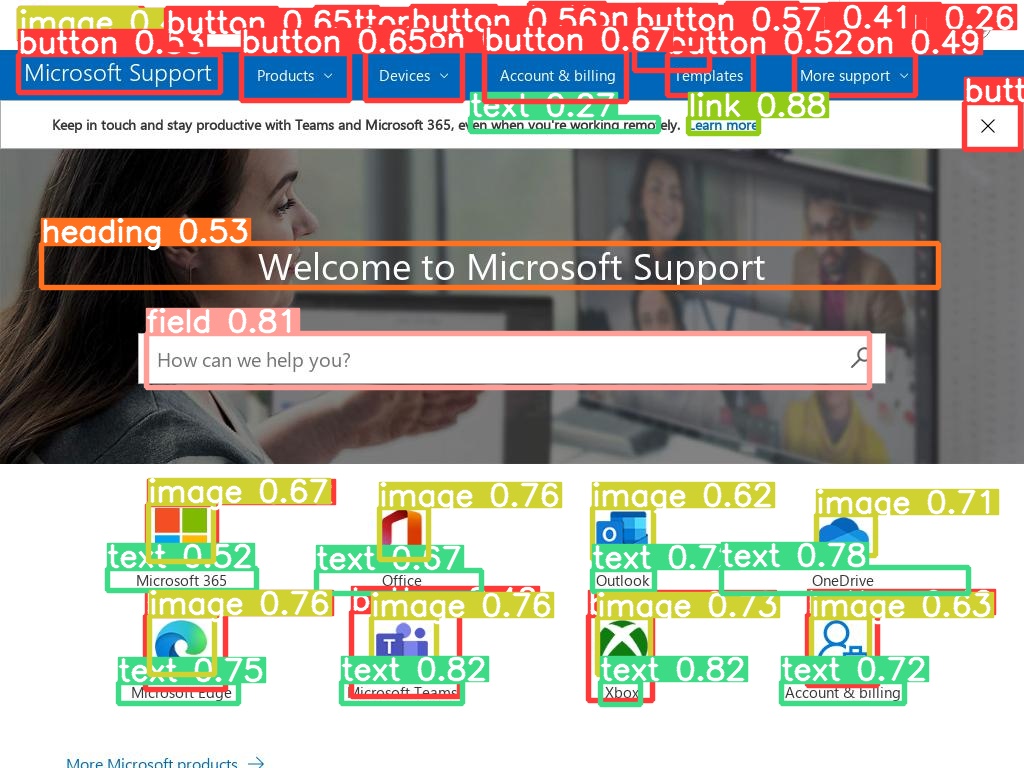 image 0.
button 0.65
button 0.56
button 0.57
0.41
0.26
button 0.53
button 0.65
button 0.67
button 0.52
0.49
Microsoft Support
Products
Devices
Account & billing
Templates
More support
text 0.27
link 0.88
Keep in touch and stay productive with Teams and Microsoft 365, even when you're working remotely. Learn more
heading 0.53
Welcome to Microsoft Support
field 0.81
How can we help you?
image 0.67
image 0.76
image 0.62
image 0.71
text 0.52
text 0.67
text 0.7
text 0.78
Microsoft 365
Office
Outlook
OneDrive
image 0.76
image 0.76
image 0.73
image 0.63
text 0.75
text 0.82
text 0.82
text 0.72
Microsoft Edge
Microsoft Teams
Xbox
Account & billing
More Microsoft products